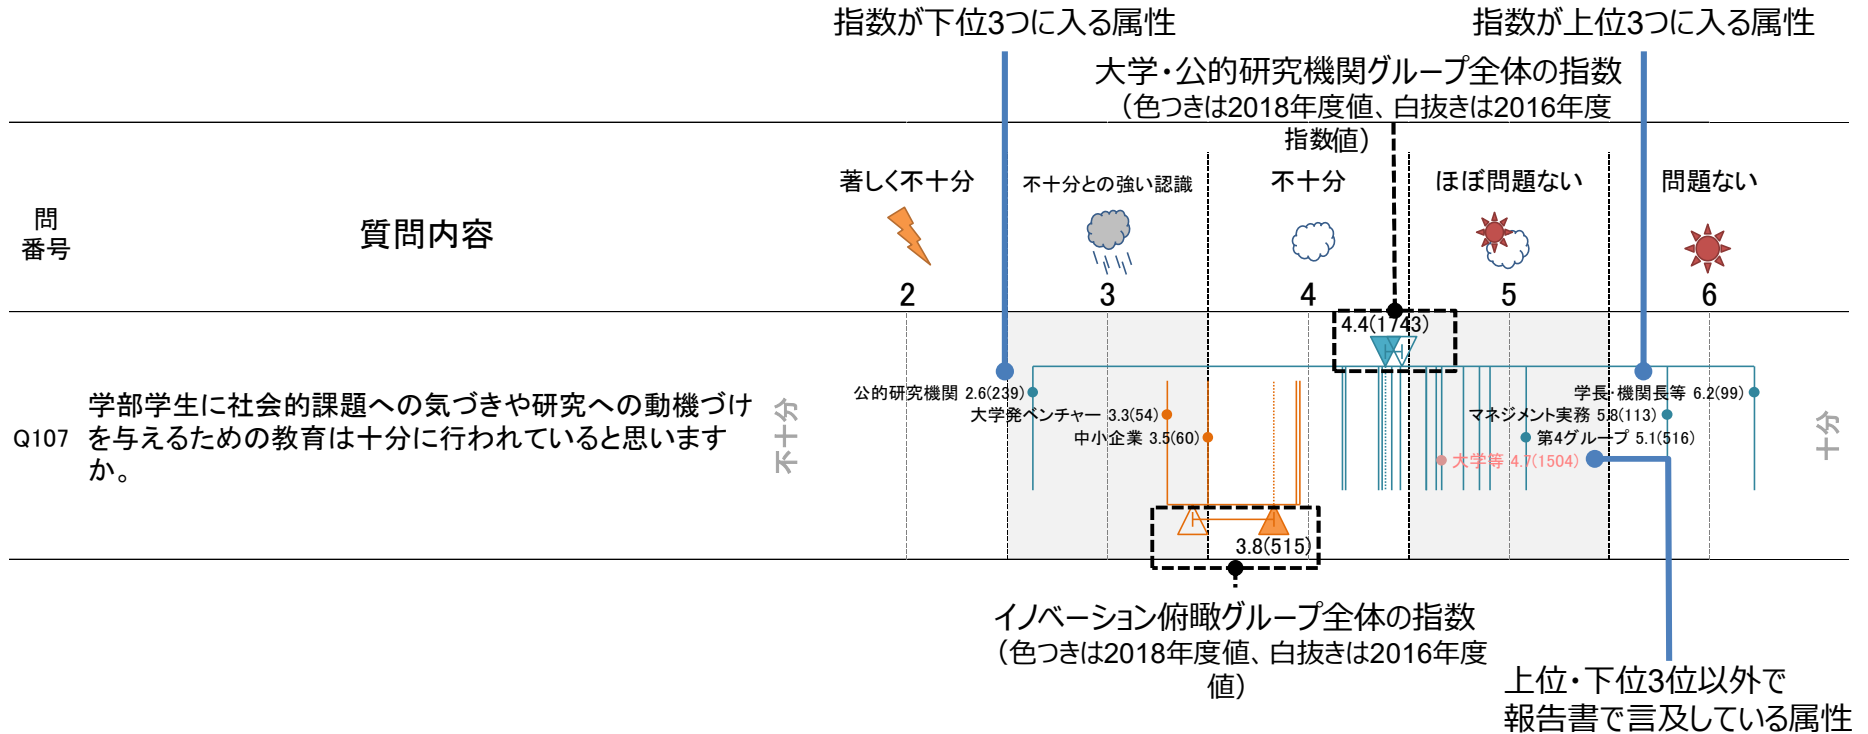 指数が下位3つに入る属性
指数が上位3つに入る属性
大学・公的研究機関グループ全体の指数
（色つきは2018年度値、白抜きは2016年度
指数値）
問
番号
質問内容
著しく不十分
不十分との強い認識
不十分
ほぼ問題ない
問題ない
2
3
4
5
6
Q107
学部学生に社会的課題への気づきや研究への動機づけ
を与えるための教育は十分に行われていると思います
か。
不十分
十分
4.4(1743)
公的研究機関 2.6(239)
大学発ベンチャー 3.3(54)
中小企業 3.5(60)
学長・機関長等 6.2(99)
マネジメント実務 5.8(113)
第4グループ 5.1(516)
大学等 4.7(1504)
3.8(515)
イノベーション俯瞰グループ全体の指数
（色つきは2018年度値、白抜きは2016年度
値）
上位・下位3位以外で
報告書で言及している属性